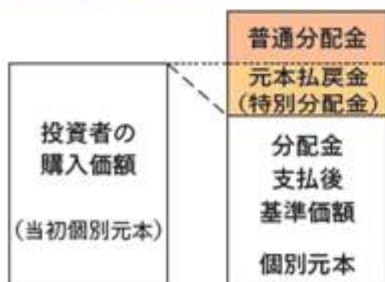 投資者の
購入価額
(当初個別元本)
普通分配金
元本払戻金
(特別分配金)
分配金
支払後
基準価額
個別元本